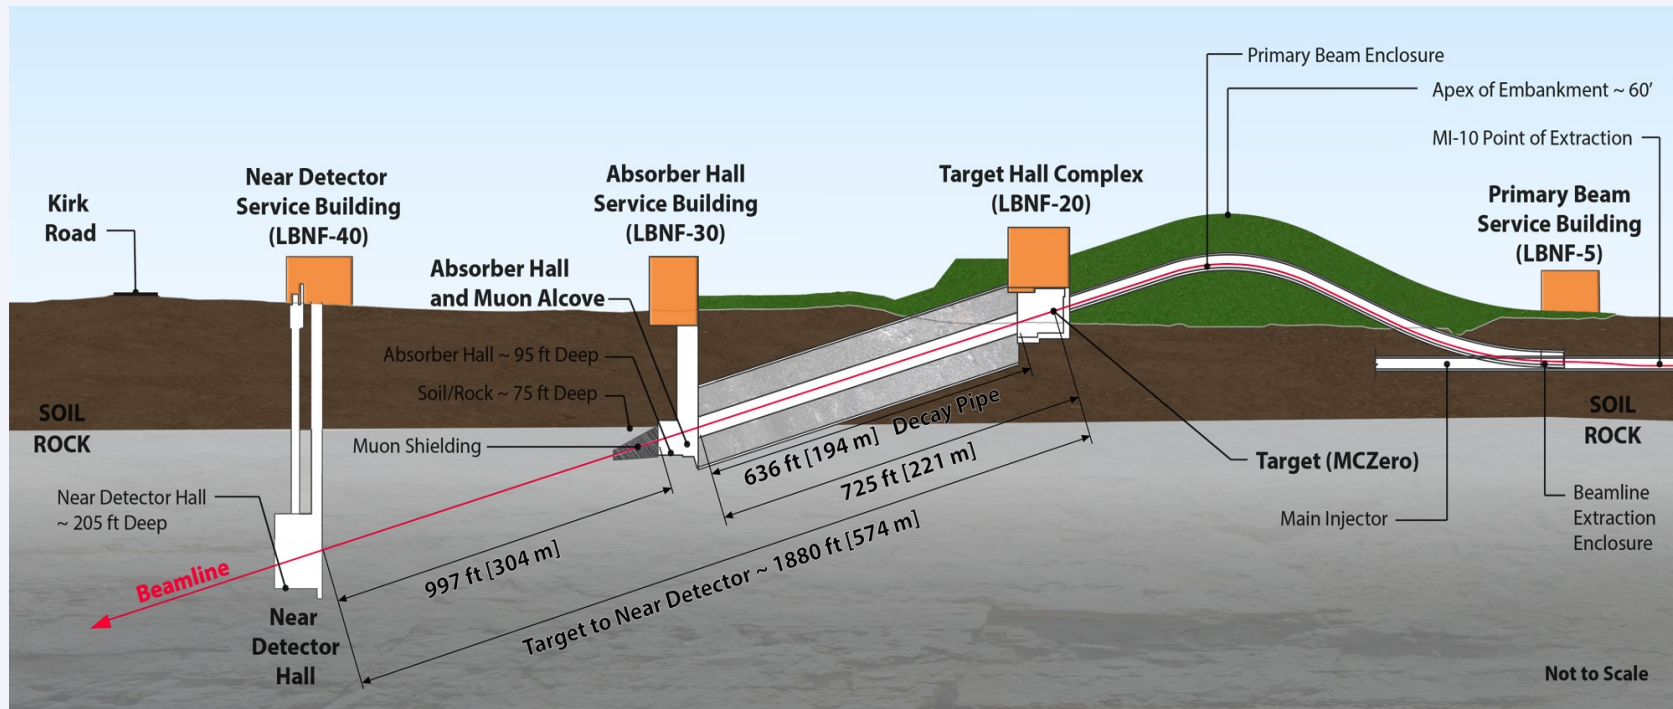 Primary Beam Enclosure
Apex of Embankment ~ 60’
MI-10 Point of Extraction
Near Detector
Service Building
(LBNF-40)
Absorber Hall
Service Building
(LBNF-30)
Target Hall Complex
(LBNF-20)
Primary Beam
Service Building
(LBNF-5)
Kirk
Road
Absorber Hall
and Muon Alcove
Absorber Hall ~ 95 ft Deep
Soil/Rock ~ 75 ft Deep
SOIL
ROCK
Muon Shielding
SOIL
ROCK
636 ft [194 m] Decay Pipe
725 ft [221 m]
Target (MCZero)
Near Detector Hall
~ 205 ft Deep
Main Injector
Beamline
Extraction
Enclosure
997 ft [304 m]
Target to Near Detector ~ 1880 ft [574 m]
Beamline
Near
Detector
Hall
Not to Scale